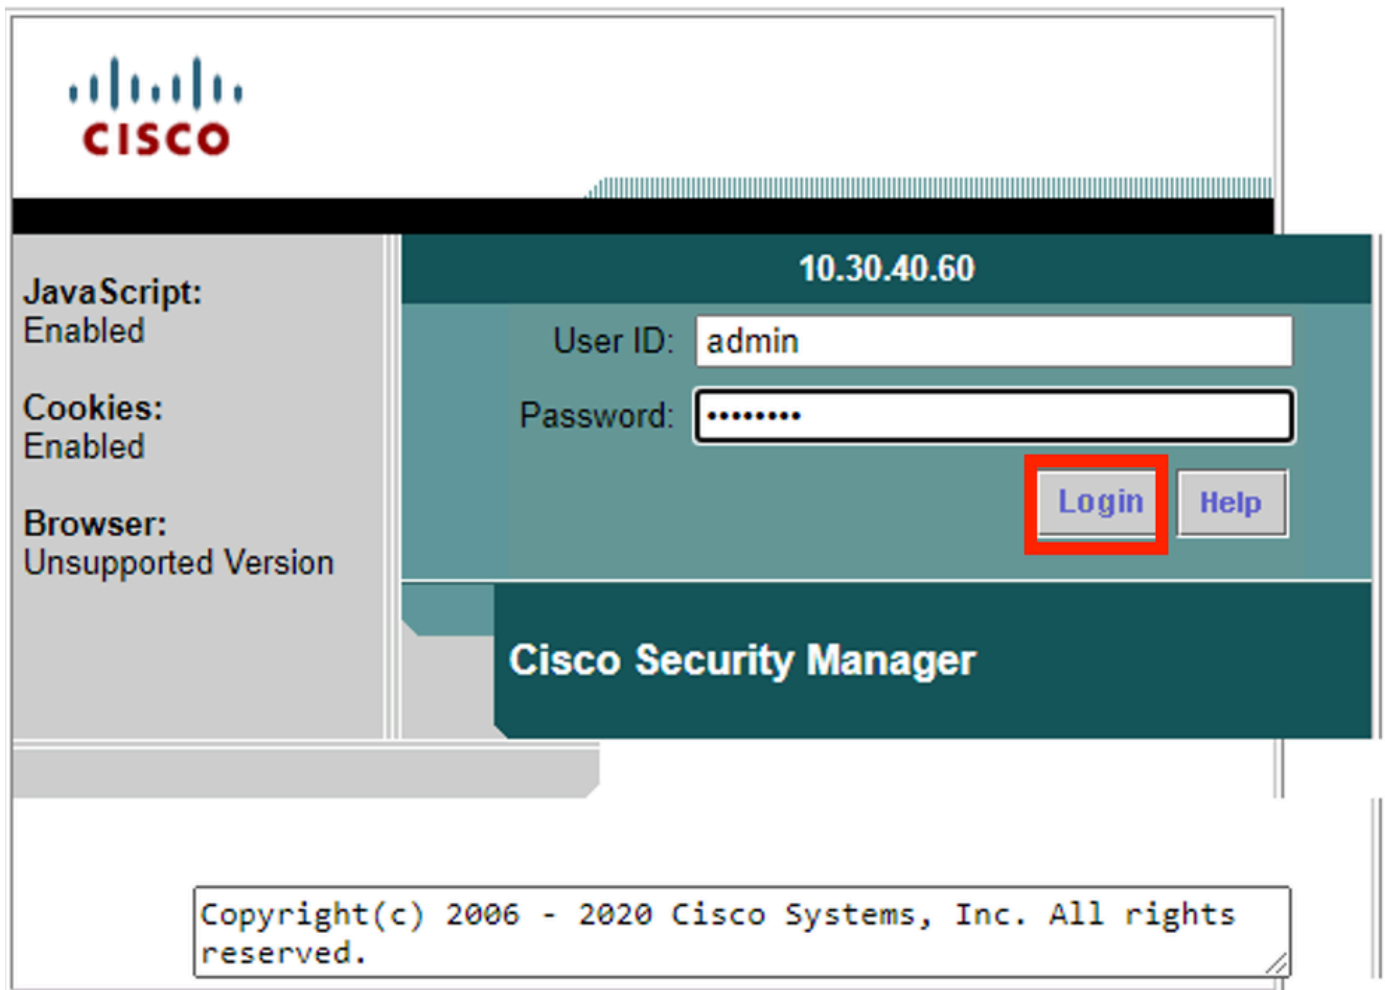 CISCO
10.30.40.60
JavaScript:
Enabled
Cookies:
Enabled
Browser:
Unsupported Version
User ID: admin
Password: ••••••••
Login Help
Cisco Security Manager
Copyright(c) 2006 - 2020 Cisco Systems, Inc. All rights
reserved.